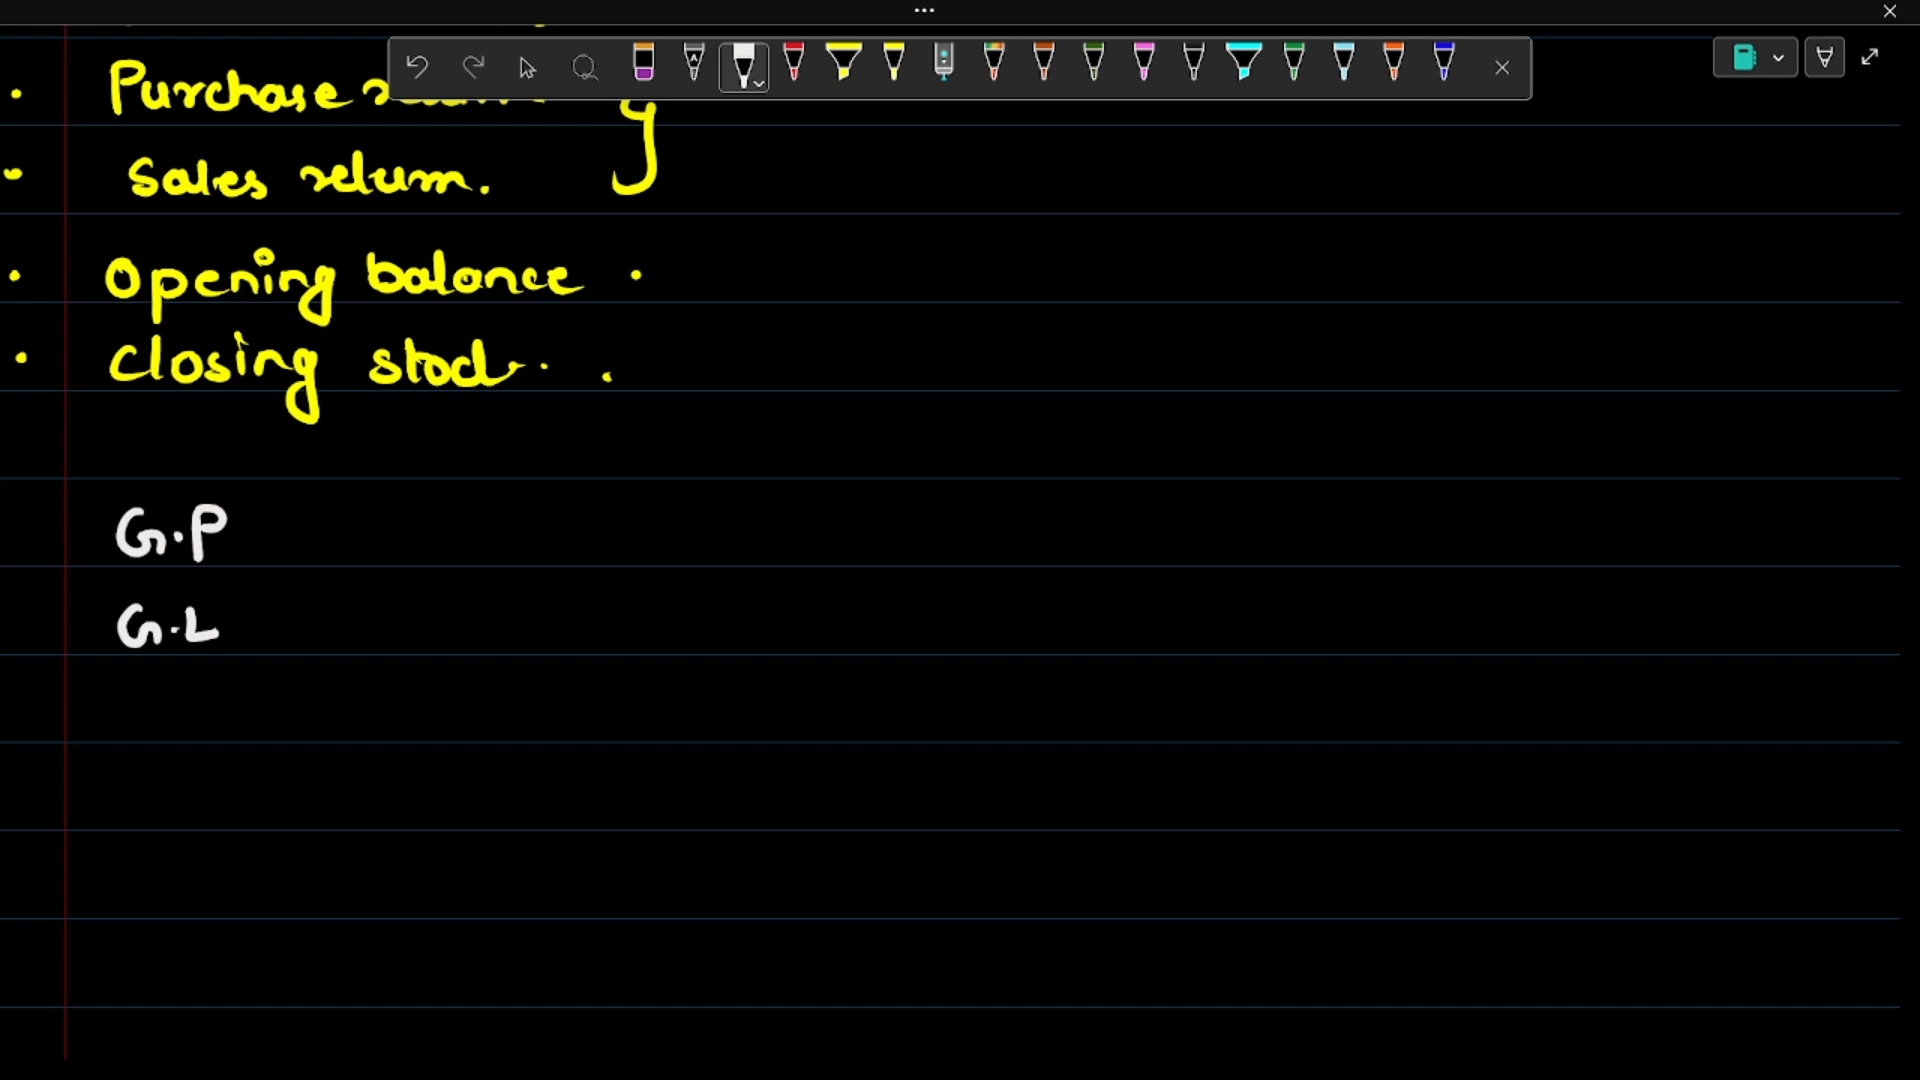 . Purchase
- Sales return.
. Opening balance .
. Closing stock . .
G.P
G.L